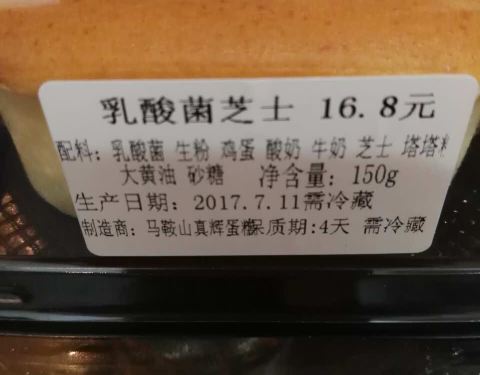 乳酸菌芝士 16.8元
配料: 乳酸菌 生粉 鸡蛋 酸奶 牛奶 芝士 塔塔粉
大黄油 砂糖 净含量: 150g
生产日期: 2017.7.11需冷藏
制造商: 马鞍山真辉蛋糕保质期:4天 需冷藏